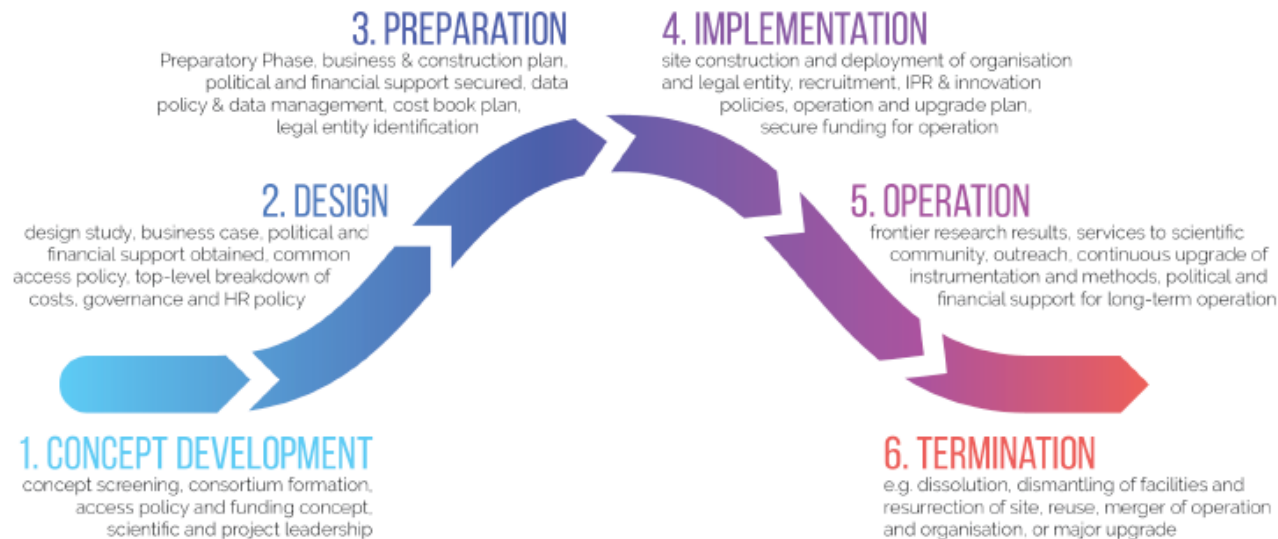 3. PREPARATION
Preparatory Phase, business & construction plan,
political and financial support secured, data
policy & data management, cost book plan,
legal entity identification
4. IMPLEMENTATION
site construction and deployment of organisation
and legal entity, recruitment, IPR & innovation
policies, operation and upgrade plan,
secure funding for operation
2. DESIGN
design study, business case, political and
financial support obtained, common
access policy, top-level breakdown of
costs, governance and HR policy
5. OPERATION
frontier research results, services to scientific
community, outreach, continuous upgrade of
instrumentation and methods, political and
financial support for long-term operation
1. CONCEPT DEVELOPMENT
concept screening, consortium formation,
access policy and funding concept,
scientific and project leadership
6. TERMINATION
e.g. dissolution, dismantling of facilities and
resurrection of site, reuse, merger of operation
and organisation, or major upgrade